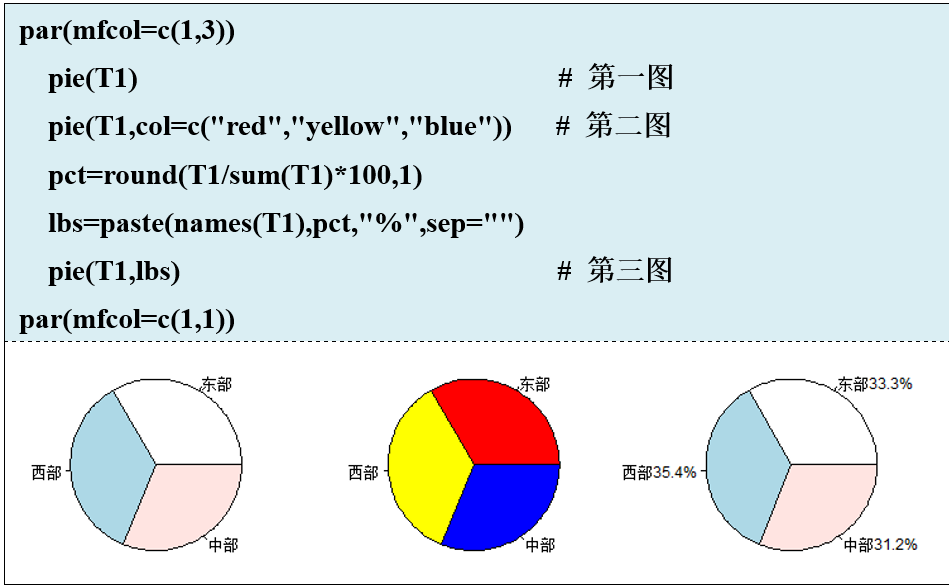 par(mfcol=c(1,3))
pie(T1) # 第一图
pie(T1,col=c("red","yellow","blue")) # 第二图
pct=round(T1/sum(T1)*100,1)
lbs=paste(names(T1),pct,"%",sep="")
pie(T1,lbs) # 第三图
par(mfcol=c(1,1))
东部
西部
中部
东部
西部
中部
东部33.3%
西部35.4%
中部31.2%